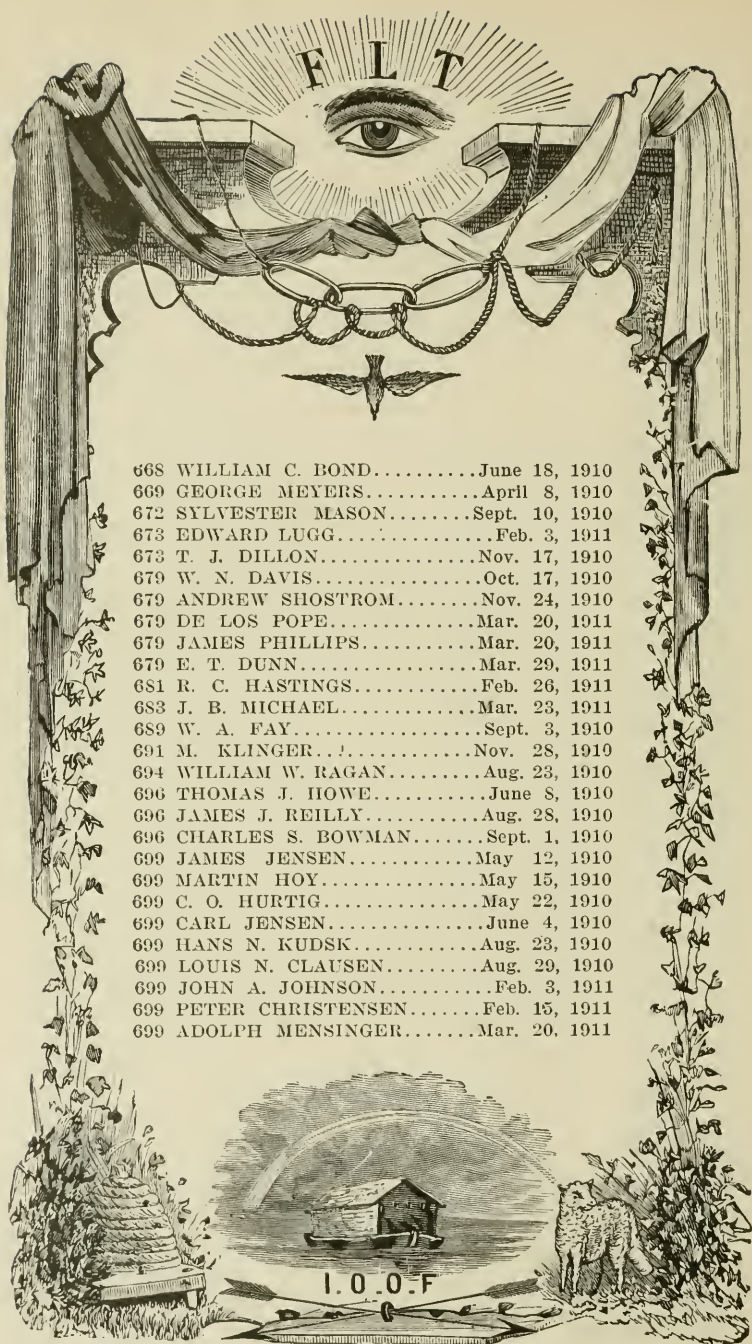 F L T
668 WILLIAM C. BOND..........June 18, 1910
669 GEORGE MEYERS...........April 8, 1910
672 SYLVESTER MASON........Sept. 10, 1910
673 EDWARD LUGG...............Feb. 3, 1911
673 T. J. DILLON...............Nov. 17, 1910
679 W. N. DAVIS................Oct. 17, 1910
679 ANDREW SHOSTROM........Nov. 24, 1910
679 DE LOS POPE..............Mar. 20, 1911
679 JAMES PHILLIPS...........Mar. 20, 1911
679 E. T. DUNN................Mar. 29, 1911
681 R. C. HASTINGS............Feb. 26, 1911
683 J. B. MICHAEL.............Mar. 23, 1911
689 W. A. FAY..................Sept. 3, 1910
691 M. KLINGER...............Nov. 28, 1910
694 WILLIAM W. RAGAN........Aug. 23, 1910
696 THOMAS J. HOWE..........June 8, 1910
696 JAMES J. REILLY..........Aug. 28, 1910
696 CHARLES S. BOWMAN.......Sept. 1, 1910
699 JAMES JENSEN............May 12, 1910
699 MARTIN HOY..............May 15, 1910
699 C. O. HURTIG.............May 22, 1910
699 CARL JENSEN..............June 4, 1910
699 HANS N. KUDSK...........Aug. 23, 1910
699 LOUIS N. CLAUSEN........Aug. 29, 1910
699 JOHN A. JOHNSON..........Feb. 3, 1911
699 PETER CHRISTENSEN......Feb. 15, 1911
699 ADOLPH MENSINGER.......Mar. 20, 1911
I.O.O.F